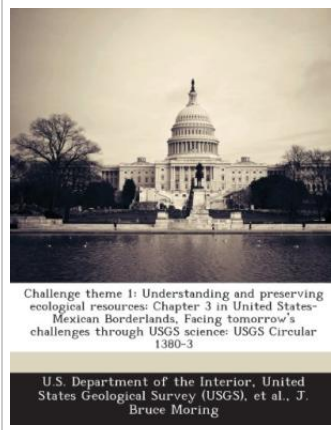 Challenge theme 1: Understanding and preserving
ecological resources: Chapter 3 in United States-
Mexican Borderlands, Facing tomorrow's
challenges through USGS science: USGS Circular
1380-3
U.S. Department of the Interior, United
States Geological Survey (USGS), et al., J.
Bruce Moring